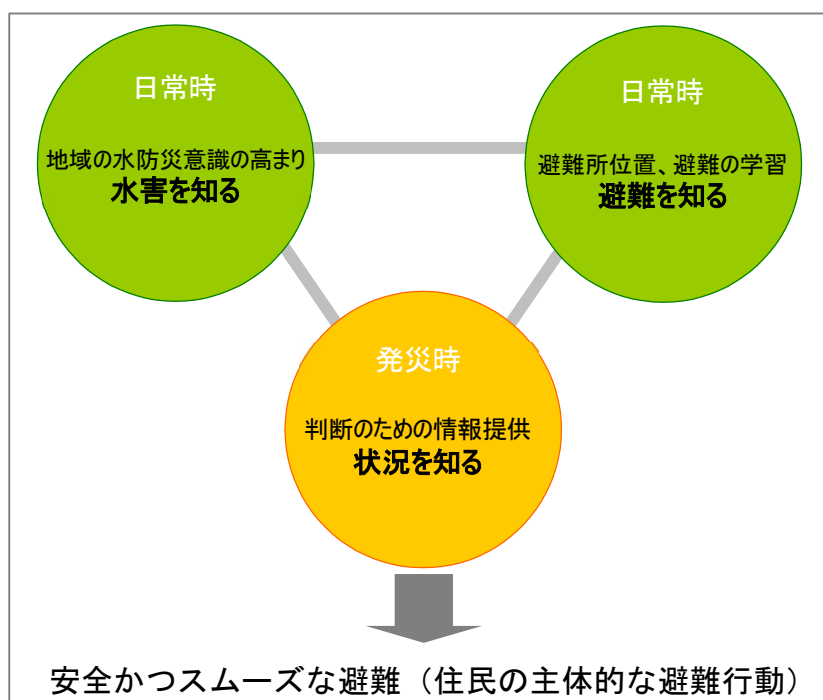 日常時
地域の水防災意識の高まり
水害を知る
日常時
避難所位置、避難の学習
避難を知る
発災時
判断のための情報提供
状況を知る
安全かつスムーズな避難（住民の主体的な避難行動）